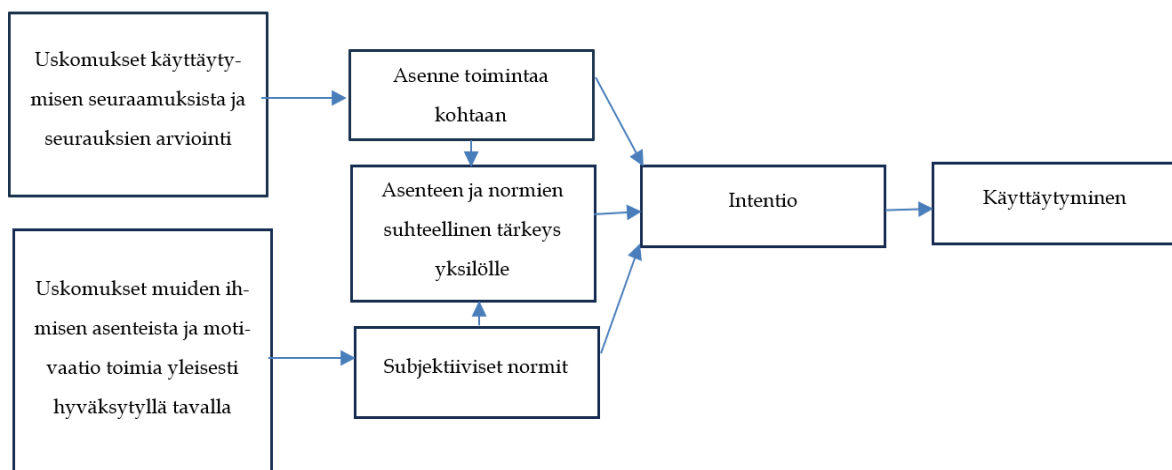 Uskomukset käyttäyty-
misen seuraamuksista ja
seurauksien arviointi
Asenne toimintaa
kohtaan
Asenteen ja normien
suhteellinen tärkeys
yksilölle
Intentio
Käyttäytyminen
Uskomukset muiden ih-
misen asenteista ja moti-
vaatio toimia yleisesti
hyväksytyllä tavalla
Subjektiiviset normit